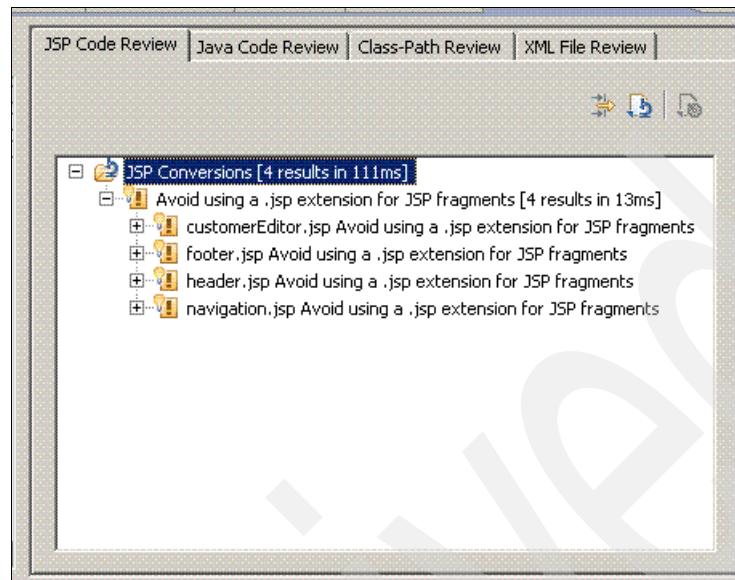 JSP Code Review Java Code Review Class-Path Review XML File Review
JSP Conversions [4 results in 111ms]
Avoid using a .jsp extension for JSP fragments [4 results in 13ms]
customerEditor.jsp Avoid using a .jsp extension for JSP fragments
footer.jsp Avoid using a .jsp extension for JSP fragments
header.jsp Avoid using a .jsp extension for JSP fragments
navigation.jsp Avoid using a .jsp extension for JSP fragments